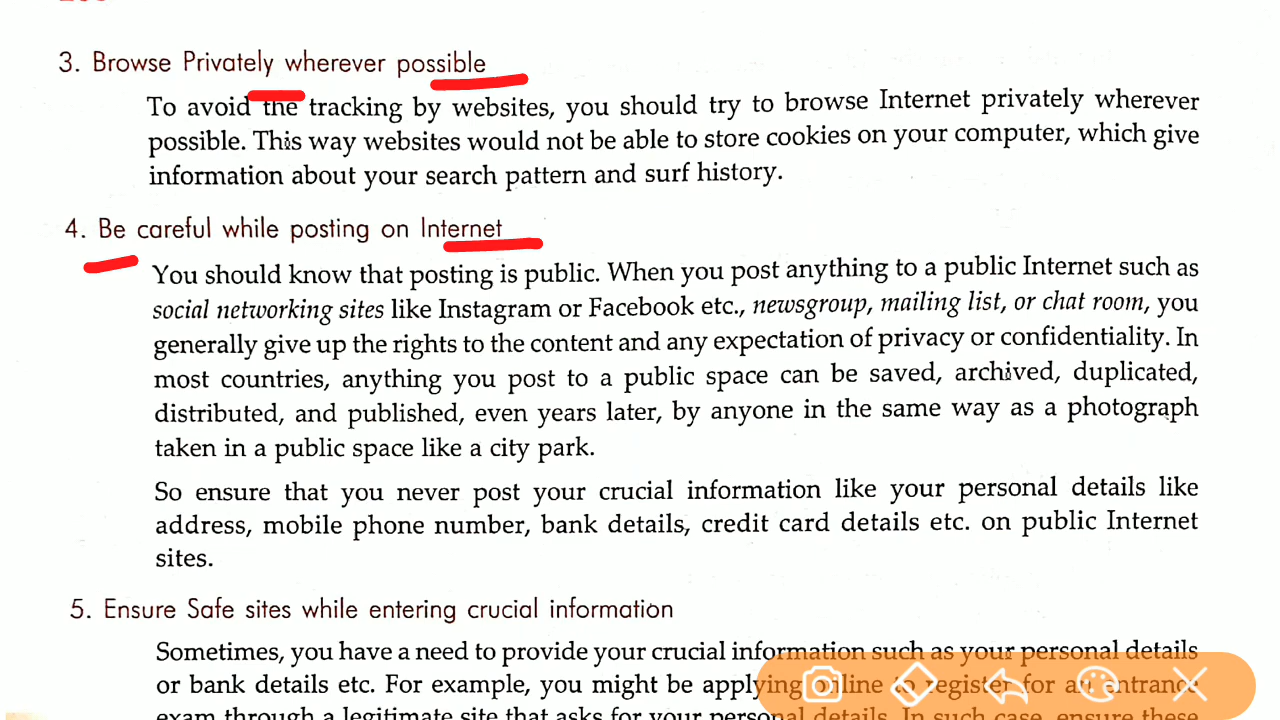 3. Browse Privately wherever possible
To avoid the tracking by websites, you should try to browse Internet privately wherever
possible. This way websites would not be able to store cookies on your computer, which give
information about your search pattern and surf history.
4. Be careful while posting on Internet
You should know that posting is public. When you post anything to a public Internet such as
social networking sites like Instagram or Facebook etc., newsgroup, mailing list, or chat room, you
generally give up the rights to the content and any expectation of privacy or confidentiality. In
most countries, anything you post to a public space can be saved, archived, duplicated,
distributed, and published, even years later, by anyone in the same way as a photograph
taken in a public space like a city park.
So ensure that you never post your crucial information like your personal details like
address, mobile phone number, bank details, credit card details etc. on public Internet
sites.
5. Ensure Safe sites while entering crucial information
Sometimes, you have a need to provide your crucial information such as your personal details
or bank details etc. For example, you might be applying online to register for an entrance
exam through a legitimate site that asks for your personal details. In such case, ensure these